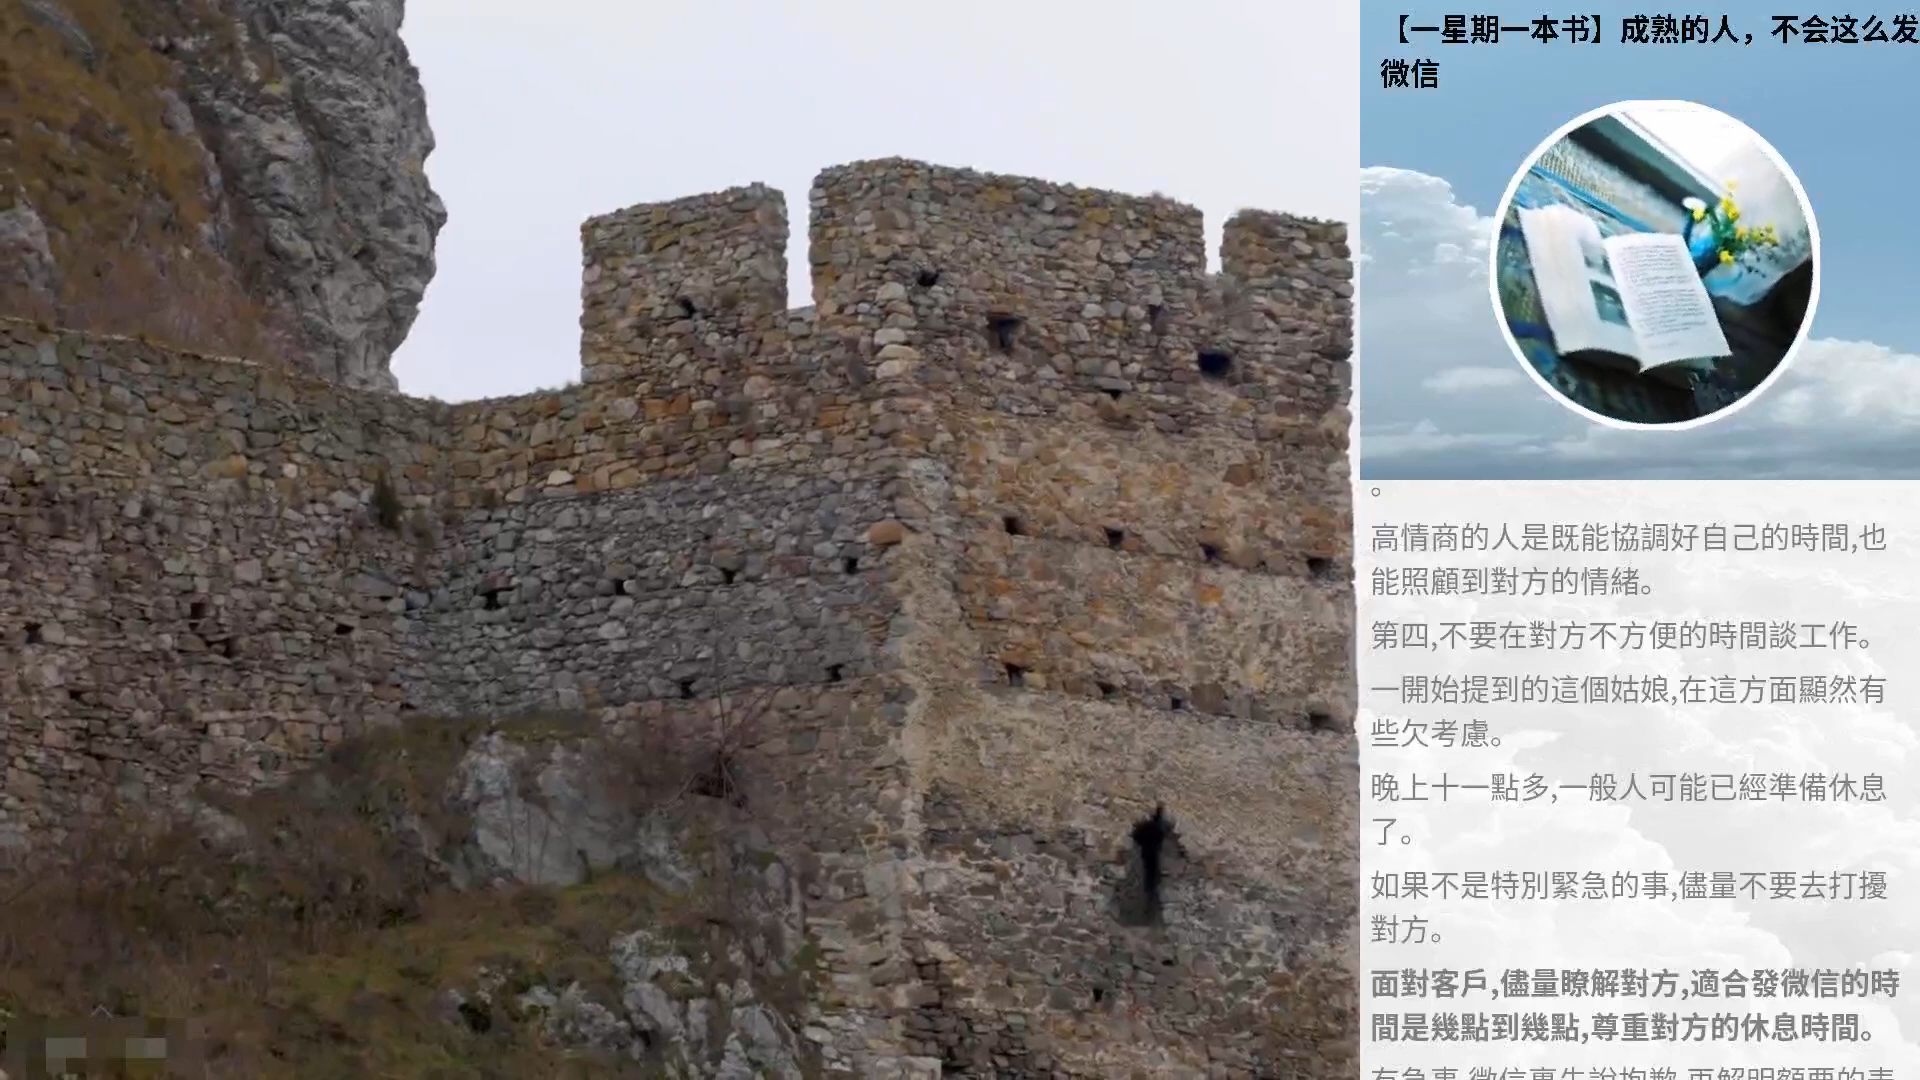 【一星期一本书】成熟的人，不会这么发
微信
。
高情商的人是既能協調好自己的時間,也
能照顧到對方的情緒。
第四,不要在對方不方便的時間談工作。
一開始提到的這個姑娘,在這方面顯然有
些欠考慮。
晚上十一點多,一般人可能已經準備休息
了。
如果不是特別緊急的事,儘量不要去打擾
對方。
面對客戶,儘量瞭解對方,適合發微信的時
間是幾點到幾點,尊重對方的休息時間。